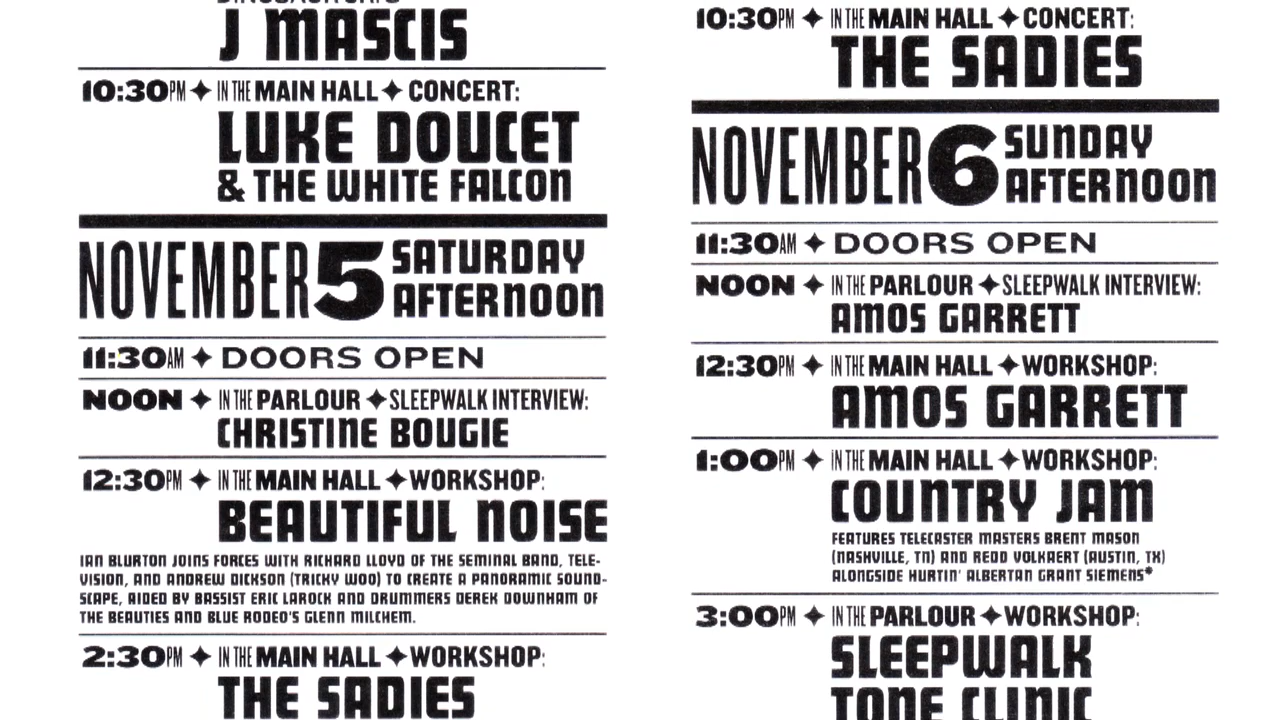 J MASCIS
10:30PM ✦ IN THE MAIN HALL ✦ CONCERT:
LUKE DOUCET
& THE WHITE FALCON
NOVEMBER 5 SATURDAY AFTERNOON
11:30AM ✦ DOORS OPEN
NOON ✦ IN THE PARLOUR ✦ SLEEPWALK INTERVIEW:
CHRISTINE BOUGIE
12:30PM ✦ IN THE MAIN HALL ✦ WORKSHOP:
BEAUTIFUL NOISE
IAN BLURTON JOINS FORCES WITH RICHARD LLOYD OF THE SEMINAL BAND, TELE-
VISION, AND ANDREW DICKSON (TRICKY WOO) TO CREATE A PANORAMIC SOUND-
SCAPE, AIDED BY BASSIST ERIC LAROCK AND DRUMMERS DEREK DOWNHAM OF
THE BEAUTIES AND BLUE RODEO'S GLENN MILCHEM.
2:30PM ✦ IN THE MAIN HALL ✦ WORKSHOP:
THE SADIES
10:30PM ✦ IN THE MAIN HALL ✦ CONCERT:
THE SADIES
NOVEMBER 6 SUNDAY AFTERNOON
11:30AM ✦ DOORS OPEN
NOON ✦ IN THE PARLOUR ✦ SLEEPWALK INTERVIEW:
AMOS GARRETT
12:30PM ✦ IN THE MAIN HALL ✦ WORKSHOP:
AMOS GARRETT
1:00PM ✦ IN THE MAIN HALL ✦ WORKSHOP:
COUNTRY JAM
FEATURES TELECASTER MASTERS BRENT MASON
(NASHVILLE, TN) AND REDD VOLKAERT (AUSTIN, TX)
ALONGSIDE HURTIN' ALBERTAN GRANT SIEMENS*
3:00PM ✦ IN THE PARLOUR ✦ WORKSHOP:
SLEEPWALK
TONE CLINIC